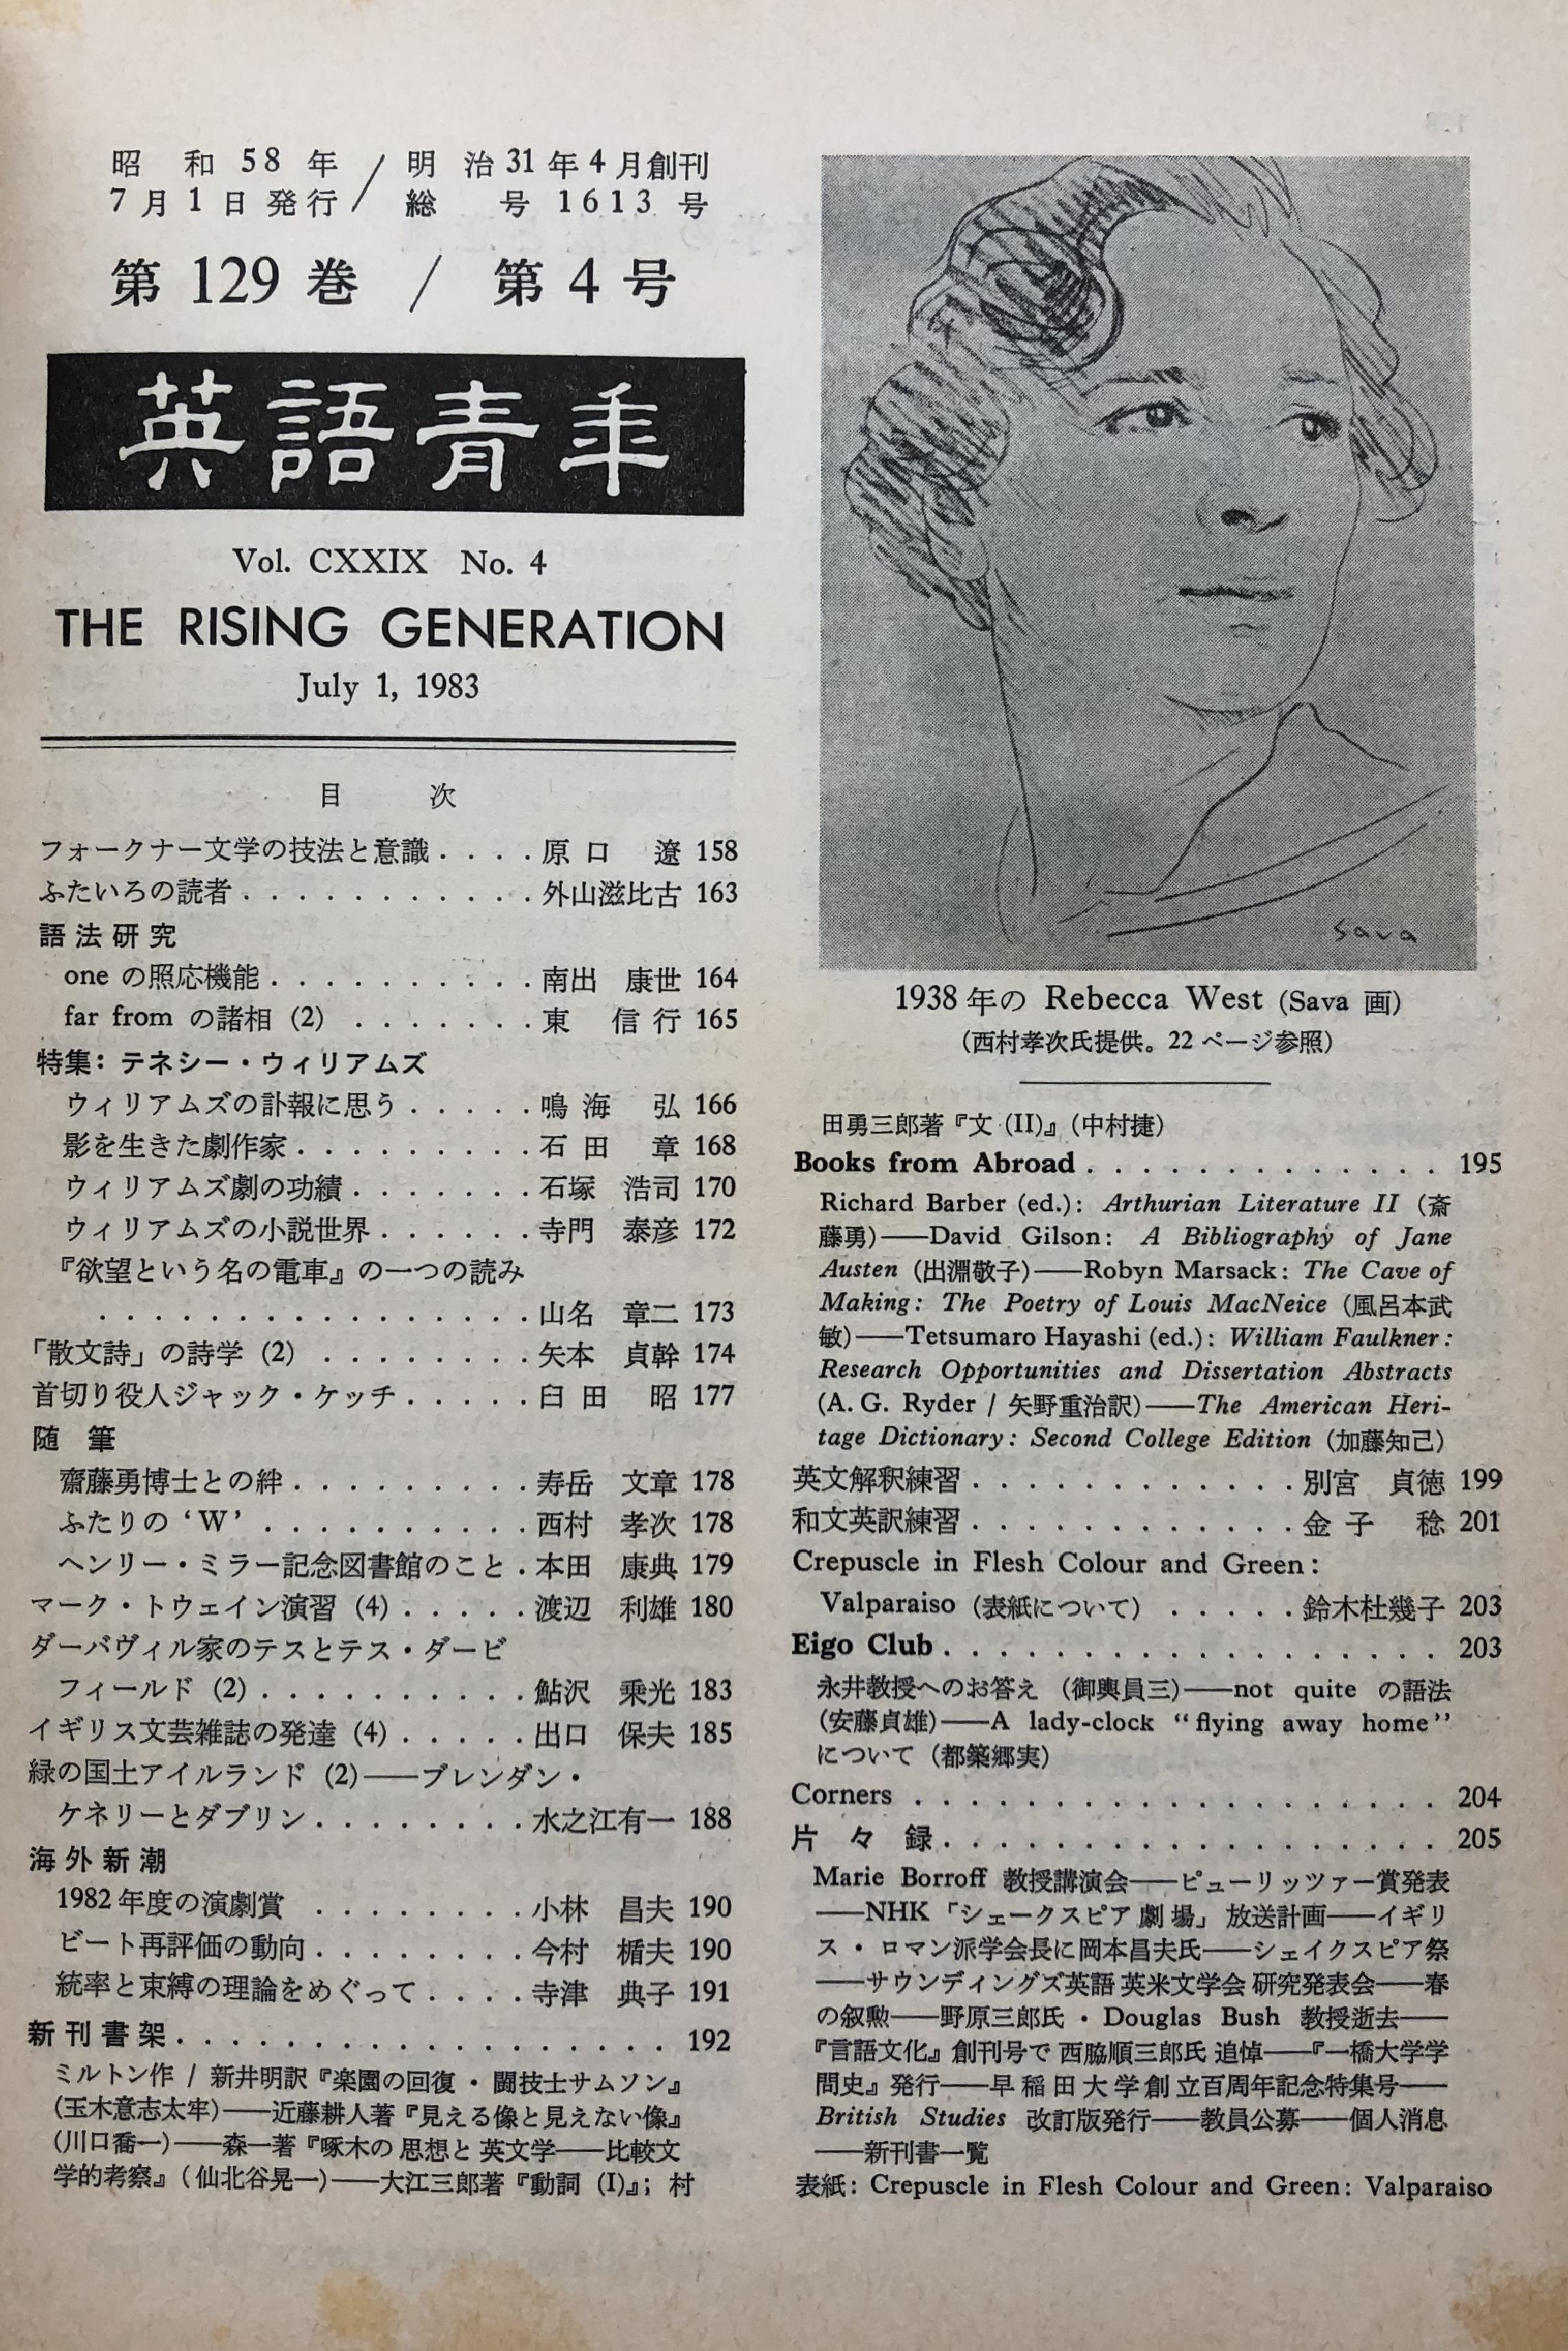 昭和58年/明治31年4月創刊
7月1日発行/総号1613号
第129巻/第4号
英語青年
Vol. CXXIX No. 4
THE RISING GENERATION
July 1, 1983
目次
フォークナー文学の技法と意識....原口 遼 158
ふたいろの読者...........外山滋比古 163
語法研究
one の照応機能..........南出 康世 164
far from の諸相 (2) .......東 信行 165
特集: テネシー・ウィリアムズ
ウィリアムズの訃報に思う.....鳴海 弘 166
影を生きた劇作家.........石田 章 168
ウィリアムズ劇の功績.......石塚 浩司 170
ウィリアムズの小説世界......寺門 泰彦 172
『欲望という名の電車』の一つの読み
................山名 章二 173
「散文詩」の詩学 (2) ........矢本 貞幹 174
首切り役人ジャック・ケッチ.....臼田 昭 177
随筆
齋藤勇博士との絆.........寿岳 文章 178
ふたりの ‘W’ ..........西村 孝次 178
ヘンリー・ミラー記念図書館のこと.本田 康典 179
マーク・トウェイン演習 (4) .....渡辺 利雄 180
ダーバヴィル家のテスとテス・ダービ
フィールド (2) ..........鮎沢 乗光 183
イギリス文芸雑誌の発達 (4) .....出口 保夫 185
緑の国土アイルランド (2)——ブレンダン・
ケネリーとダブリン........水之江有一 188
海外新潮
1982年度の演劇賞 ........小林 昌夫 190
ビート再評価の動向........今村 楯夫 190
統率と束縛の理論をめぐって....寺津 典子 191
新刊書架.................. 192
ミルトン作 / 新井明訳『楽園の回復・闘技士サムソン』
(玉木意志太牢)——近藤耕人著『見える像と見えない像』
(川口喬一)——森一著『啄木の思想と英文学——比較文
学的考察』(仙北谷晃一)——大江三郎著『動詞 (I)』; 村
Sava
1938年の Rebecca West (Sava 画)
(西村孝次氏提供。22ページ参照)
田勇三郎著『文 (II)』(中村捷)
Books from Abroad............. 195
Richard Barber (ed.): Arthurian Literature II (斎
藤勇)——David Gilson: A Bibliography of Jane
Austen (出淵敬子)——Robyn Marsack: The Cave of
Making: The Poetry of Louis MacNeice (風呂本武
敏)——Tetsumaro Hayashi (ed.): William Faulkner:
Research Opportunities and Dissertation Abstracts
(A. G. Ryder / 矢野重治訳)——The American Heri-
tage Dictionary: Second College Edition (加藤知己)
英文解釈練習............別宮 貞徳 199
和文英訳練習............金子 稔 201
Crepuscle in Flesh Colour and Green:
Valparaiso (表紙について) .....鈴木杜幾子 203
Eigo Club.................. 203
永井教授へのお答え (御輿員三)——not quite の語法
(安藤貞雄)——A lady-clock “flying away home”
について (都築郷実)
Corners ................... 204
片々録.................. 205
Marie Borroff 教授講演会——ピューリッツァー賞発表
——NHK「シェークスピア劇場」放送計画——イギリ
ス・ロマン派学会長に岡本昌夫氏——シェイクスピア祭
——サウンディングズ英語英米文学会研究発表会——春
の叙勲——野原三郎氏・Douglas Bush 教授逝去——
『言語文化』創刊号で西脇順三郎氏追悼——『一橋大学学
問史』発行——早稲田大学創立百周年記念特集号——
British Studies 改訂版発行——教員公募——個人消息
——新刊書一覧
表紙: Crepuscle in Flesh Colour and Green: Valparaiso